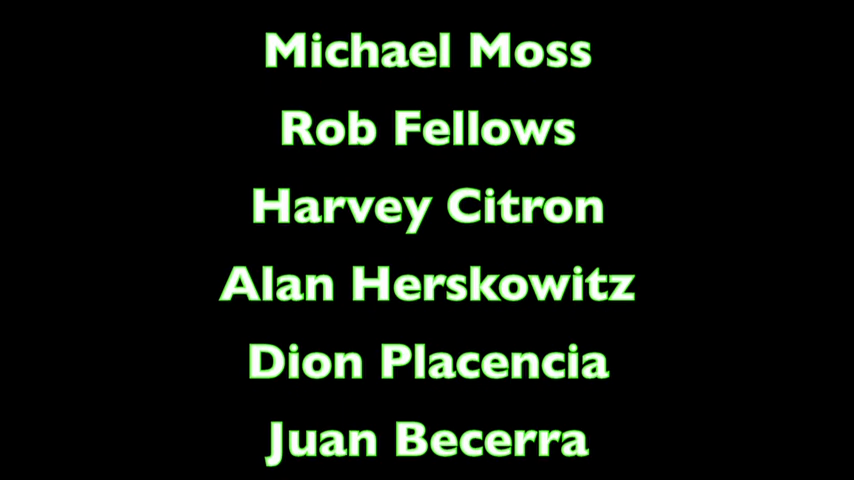 Michael Moss
Rob Fellows
Harvey Citron
Alan Herskowitz
Dion Placencia
Juan Becerra